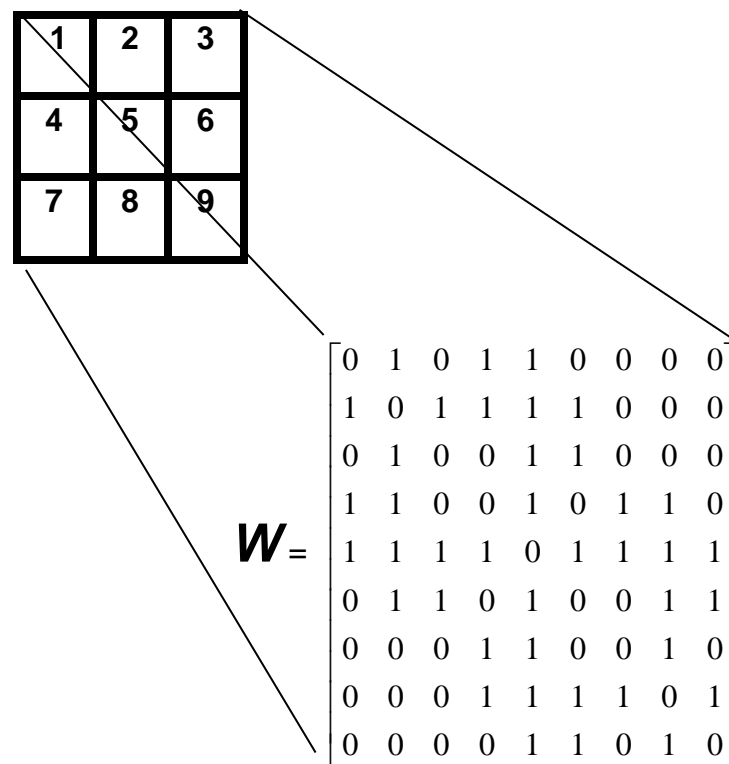 1 2 3
4 5 6
7 8 9
0 1 0 1 1 0 0 0 0
1 0 1 1 1 1 0 0 0
0 1 0 0 1 1 0 0 0
1 1 0 0 1 0 1 1 0
W = 1 1 1 1 0 1 1 1 1
0 1 1 0 1 0 0 1 1
0 0 0 1 1 0 0 1 0
0 0 0 1 1 1 1 0 1
0 0 0 0 1 1 0 1 0